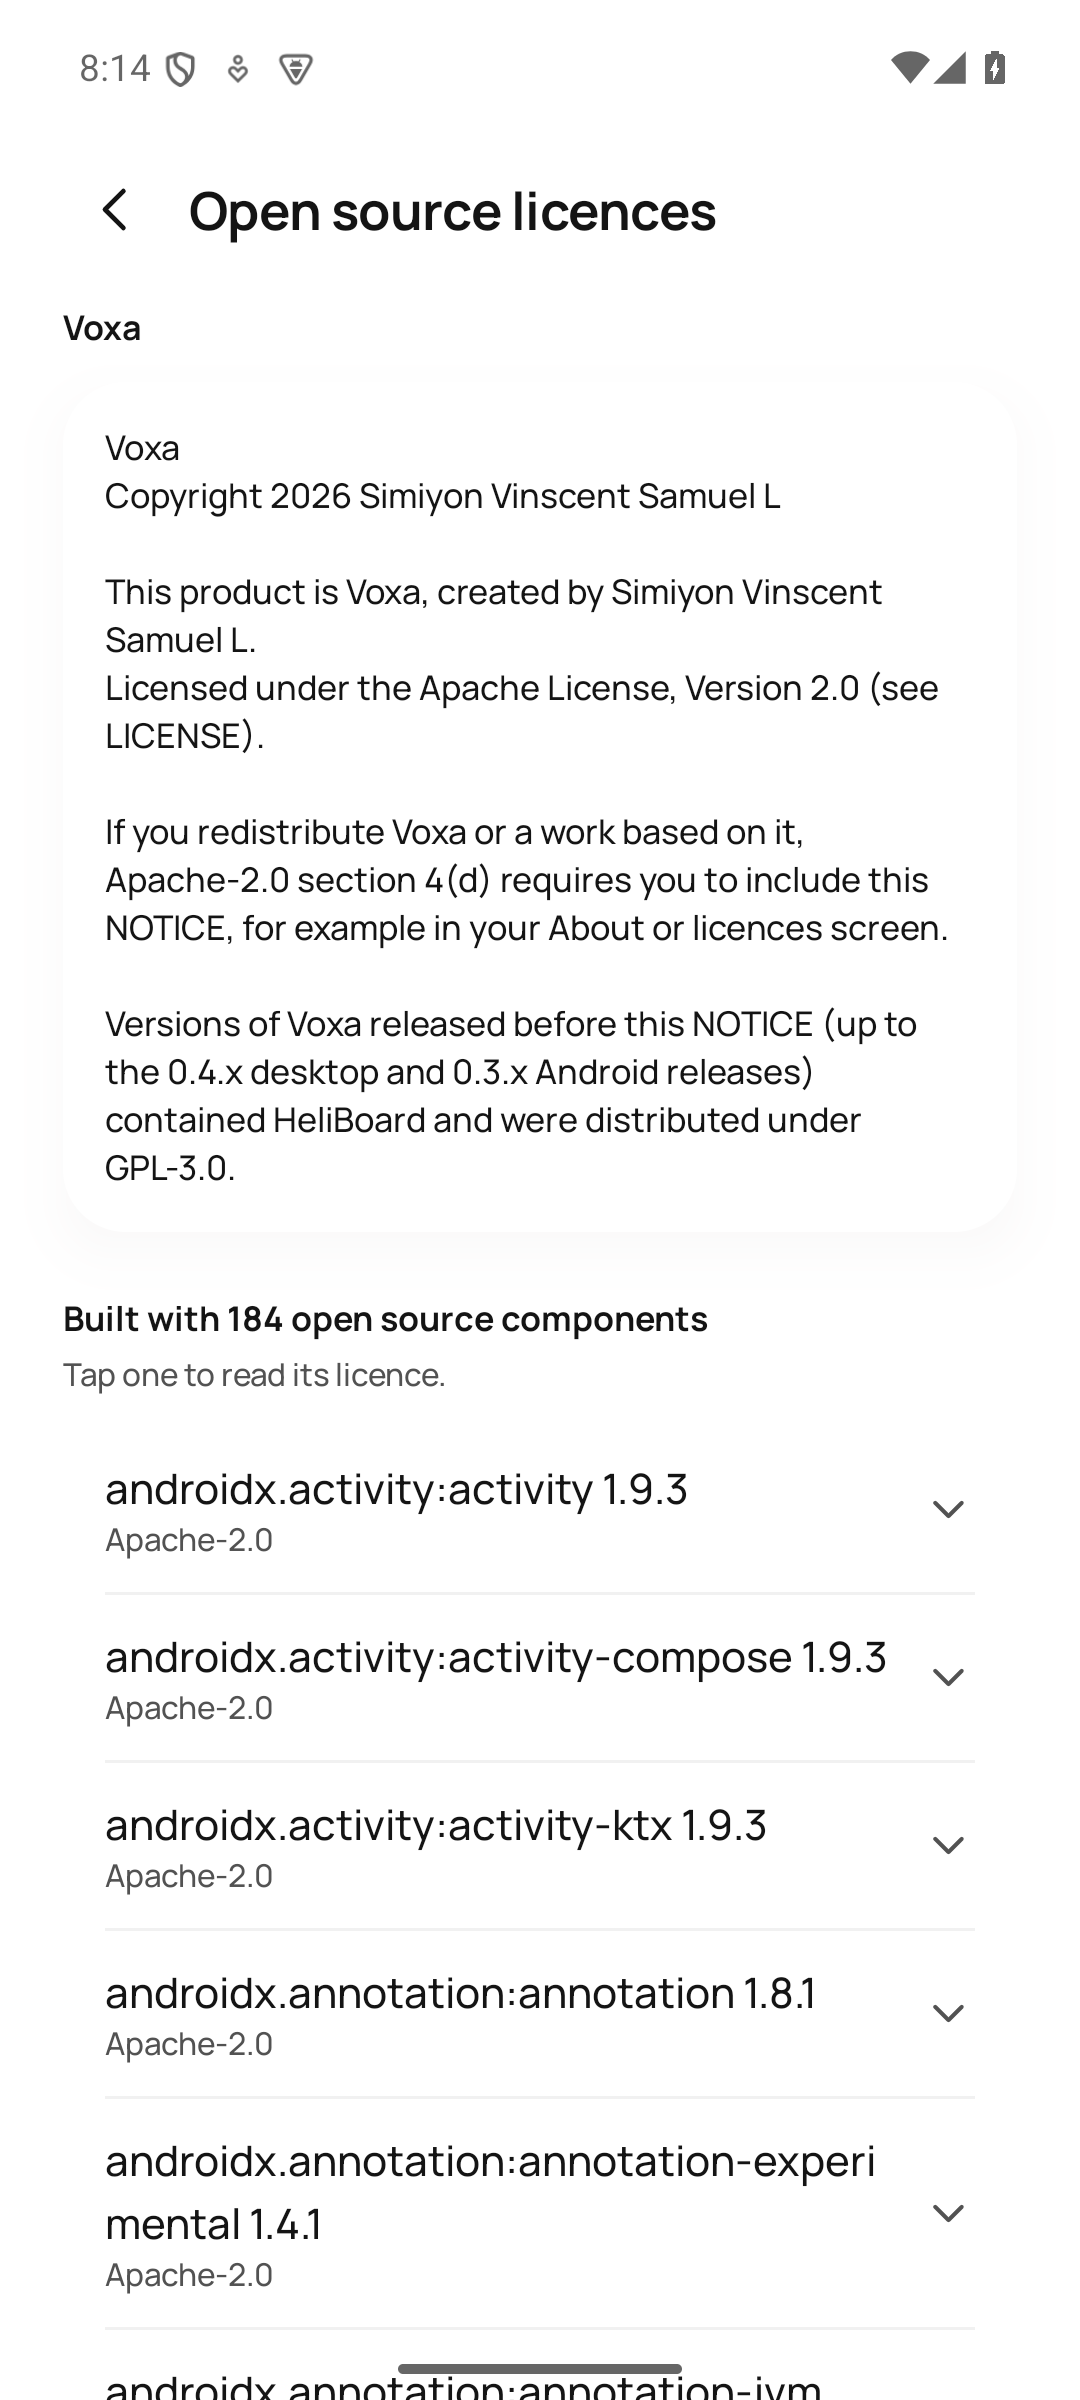 8:14
Open source licences
Voxa
Voxa
Copyright 2026 Simiyon Vinscent Samuel L
This product is Voxa, created by Simiyon Vinscent
Samuel L.
Licensed under the Apache License, Version 2.0 (see
LICENSE).
If you redistribute Voxa or a work based on it,
Apache-2.0 section 4(d) requires you to include this
NOTICE, for example in your About or licences screen.
Versions of Voxa released before this NOTICE (up to
the 0.4.x desktop and 0.3.x Android releases)
contained HeliBoard and were distributed under
GPL-3.0.
Built with 184 open source components
Tap one to read its licence.
androidx.activity:activity 1.9.3
Apache-2.0
androidx.activity:activity-compose 1.9.3
Apache-2.0
androidx.activity:activity-ktx 1.9.3
Apache-2.0
androidx.annotation:annotation 1.8.1
Apache-2.0
androidx.annotation:annotation-experi
mental 1.4.1
Apache-2.0
androidx.annotation:annotation-jvm